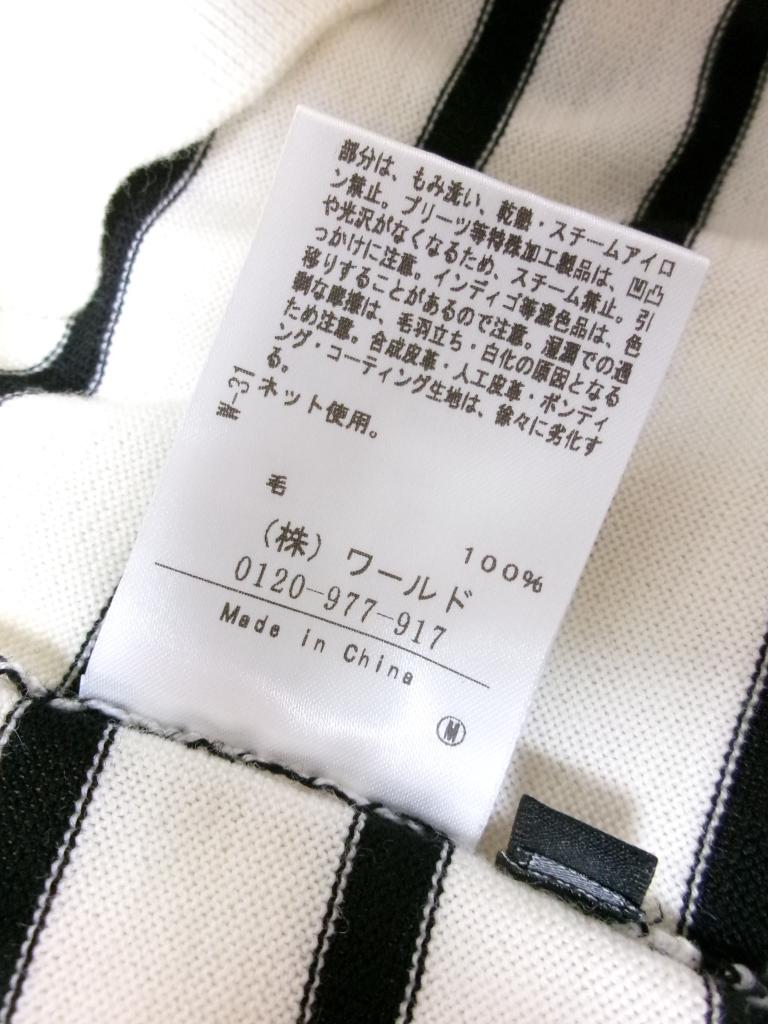 部分は、もみ洗い、乾熱・スチームアイロ
ン禁止。プリーツ等特殊加工製品は、凹凸
や光沢がなくなるため、スチーム禁止。引
っかけに注意。インディゴ等濃色品は、色
移りすることがあるので注意。湿潤での過
剰な摩擦は、毛羽立ち・白化の原因となる
ため注意。合成皮革・人工皮革・ボンディ
ング・コーティング生地は、徐々に劣化す
る。
ネット使用。
W-31
毛
100%
(株) ワールド
0120-977-917
Made in China
M